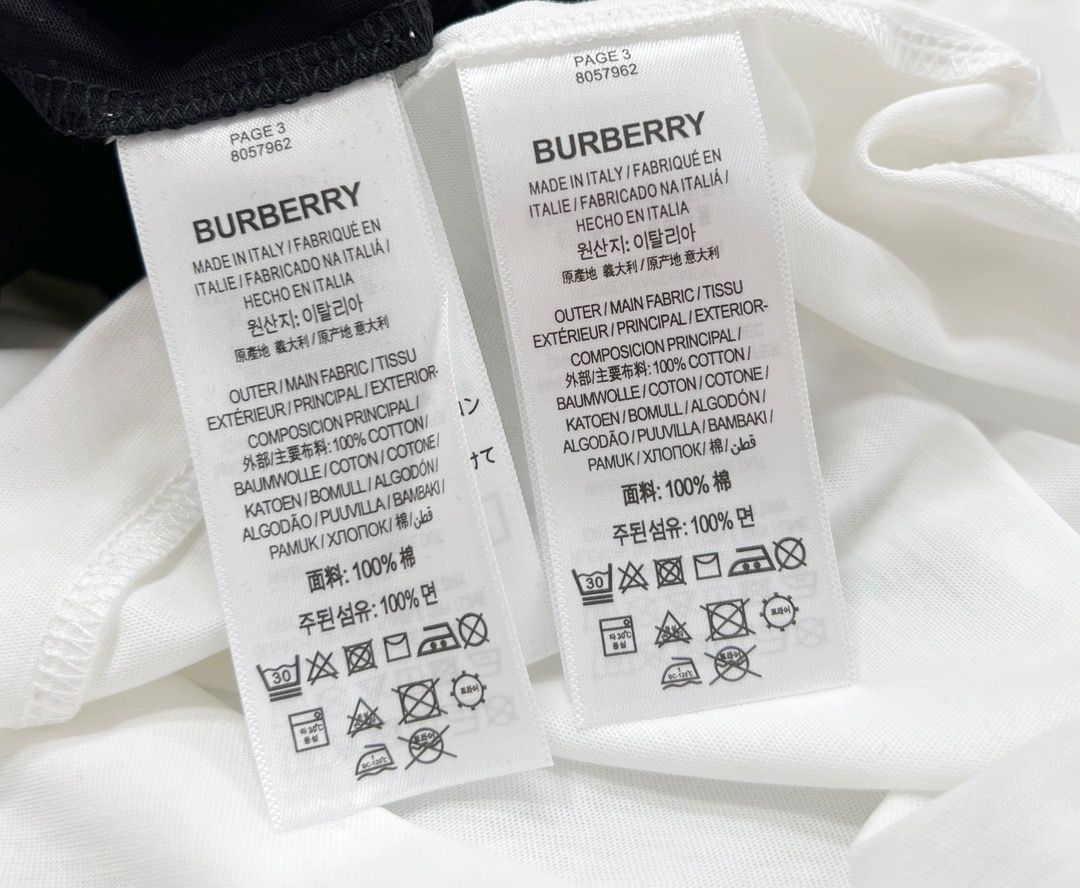 PAGE 3
8057962
BURBERRY
MADE IN ITALY / FABRIQUÉ EN
ITALIE / FABRICADO NA ITALIÁ /
HECHO EN ITALIA
원산지: 이탈리아
原產地 義大利 / 原产地 意大利
OUTER / MAIN FABRIC / TISSU
EXTÉRIEUR / PRINCIPAL / EXTERIOR-
COMPOSICION PRINCIPAL /
外部/主要布料: 100% COTTON /
BAUMWOLLE / COTON / COTONE /
KATOEN / BOMULL / ALGODÓN /
ALGODÃO / PUUVILLA / BAMBAKI /
PAMUK / ХЛОПОК / 棉 / قطن
面料: 100% 棉
주된섬유: 100% 면
30
약 30℃
중성
ョン
けて
PAGE 3
8057962
BURBERRY
MADE IN ITALY / FABRIQUÉ EN
ITALIE / FABRICADO NA ITALIÁ /
HECHO EN ITALIA
원산지: 이탈리아
原產地 義大利 / 原产地 意大利
OUTER / MAIN FABRIC / TISSU
EXTÉRIEUR / PRINCIPAL / EXTERIOR-
COMPOSICION PRINCIPAL /
外部/主要布料: 100% COTTON /
BAUMWOLLE / COTON / COTONE /
KATOEN / BOMULL / ALGODÓN /
ALGODÃO / PUUVILLA / BAMBAKI /
PAMUK / ХЛОПОК / 棉 / قطن
面料: 100% 棉
주된섬유: 100% 면
30